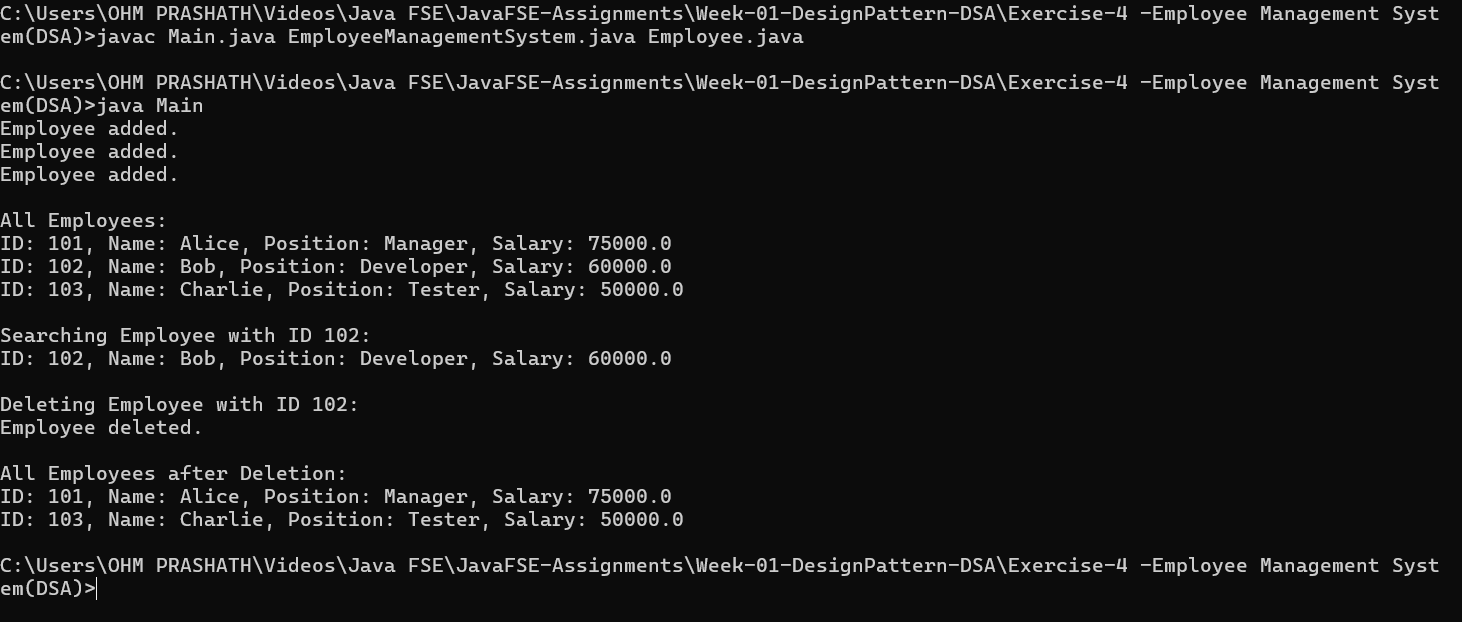 C:\Users\OHM PRASHATH\Videos\Java FSE\JavaFSE-Assignments\Week-01-DesignPattern-DSA\Exercise-4 -Employee Management Syst
em(DSA)>javac Main.java EmployeeManagementSystem.java Employee.java
C:\Users\OHM PRASHATH\Videos\Java FSE\JavaFSE-Assignments\Week-01-DesignPattern-DSA\Exercise-4 -Employee Management Syst
em(DSA)>java Main
Employee added.
Employee added.
Employee added.
All Employees:
ID: 101, Name: Alice, Position: Manager, Salary: 75000.0
ID: 102, Name: Bob, Position: Developer, Salary: 60000.0
ID: 103, Name: Charlie, Position: Tester, Salary: 50000.0
Searching Employee with ID 102:
ID: 102, Name: Bob, Position: Developer, Salary: 60000.0
Deleting Employee with ID 102:
Employee deleted.
All Employees after Deletion:
ID: 101, Name: Alice, Position: Manager, Salary: 75000.0
ID: 103, Name: Charlie, Position: Tester, Salary: 50000.0
C:\Users\OHM PRASHATH\Videos\Java FSE\JavaFSE-Assignments\Week-01-DesignPattern-DSA\Exercise-4 -Employee Management Syst
em(DSA)>